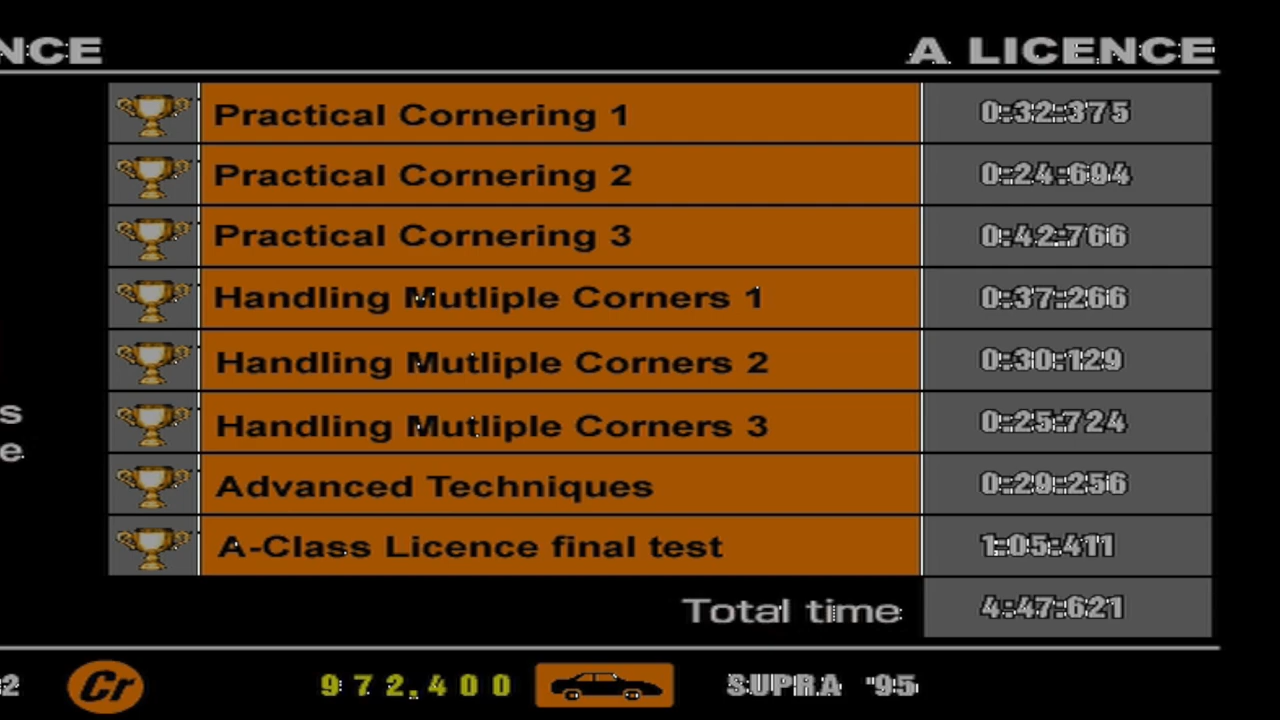 NCE A LICENCE
Practical Cornering 1 0:32:375
Practical Cornering 2 0:24:694
Practical Cornering 3 0:42:766
Handling Mutliple Corners 1 0:37:266
Handling Mutliple Corners 2 0:30:129
Handling Mutliple Corners 3 0:25:724
s
e
Advanced Techniques 0:29:256
A-Class Licence final test 1:05:411
Total time 4:47:621
2 Cr 972,400 SUPRA '95